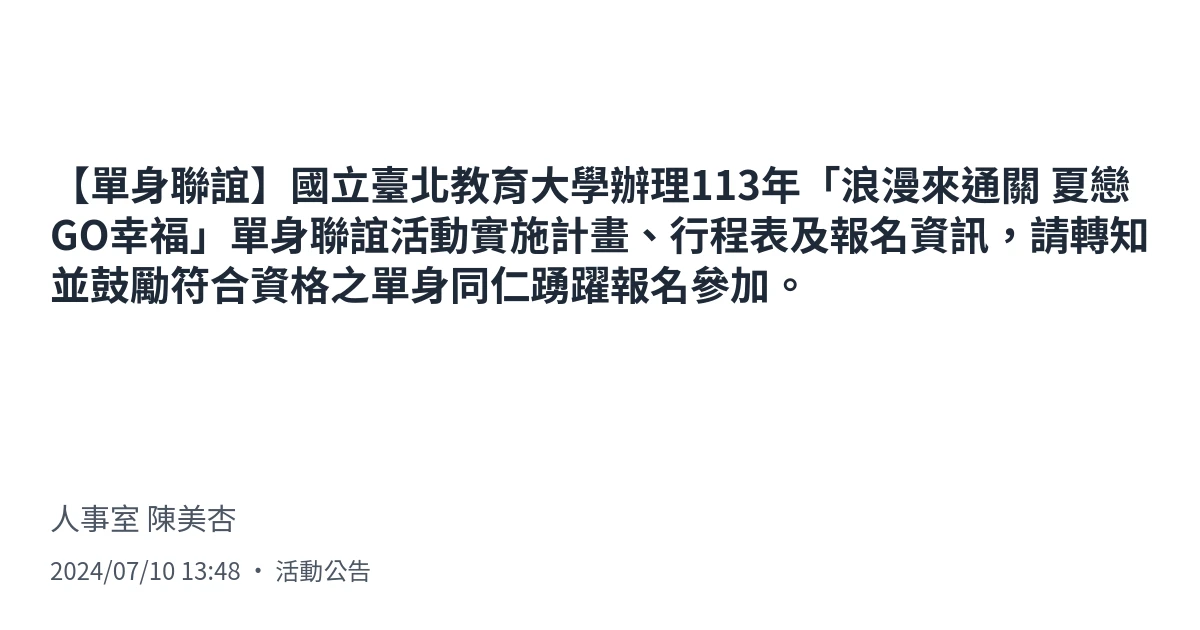 【單身聯誼】國立臺北教育大學辦理113年「浪漫來通關 夏戀
GO幸福」單身聯誼活動實施計畫、行程表及報名資訊，請轉知
並鼓勵符合資格之單身同仁踴躍報名參加。
人事室 陳美杏
2024/07/10 13:48 ・ 活動公告